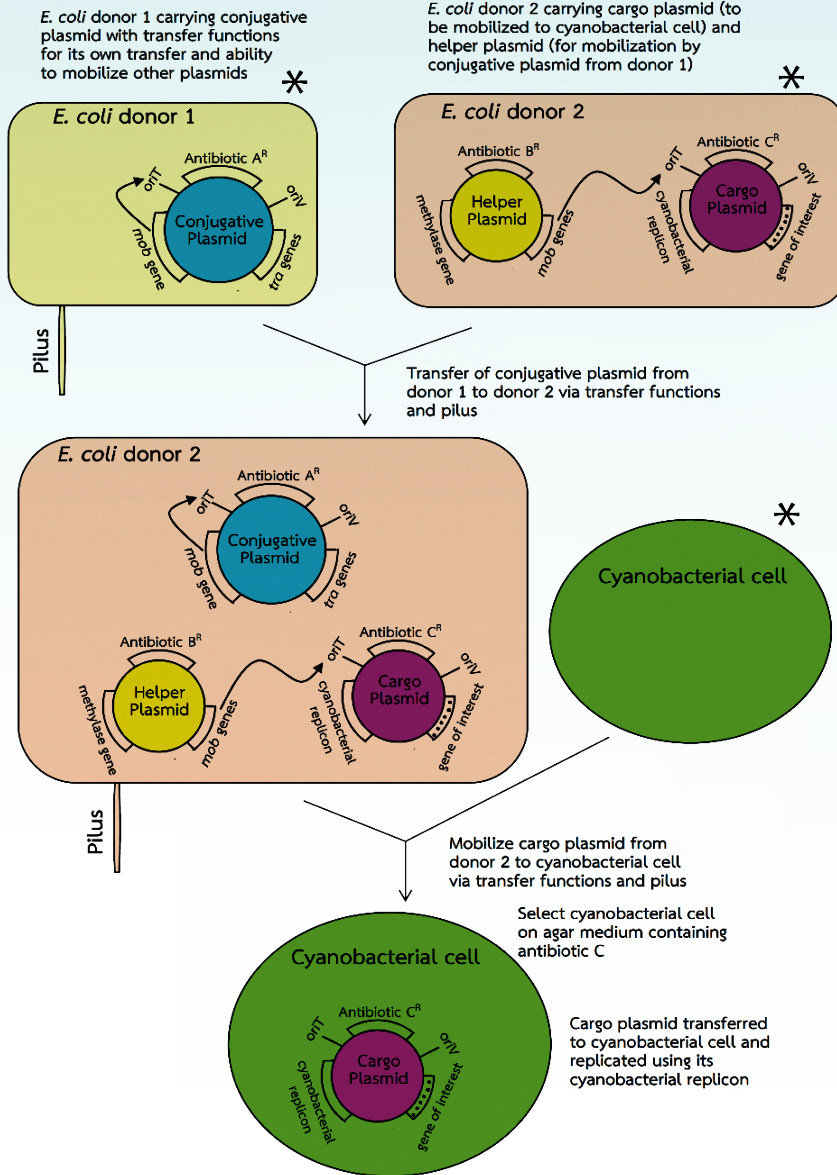 E. coli donor 1 carrying conjugative
plasmid with transfer functions
for its own transfer and ability
to mobilize other plasmids
*
E. coli donor 2 carrying cargo plasmid (to
be mobilized to cyanobacterial cell) and
helper plasmid (for mobilization by
conjugative plasmid from donor 1)
*
E. coli donor 1
Antibiotic Aᴿ
oriT
oriV
Conjugative
Plasmid
mob gene
tra genes
Pilus
E. coli donor 2
Antibiotic Bᴿ
Helper
Plasmid
methylase gene
mob genes
Antibiotic Cᴿ
oriT
oriV
Cargo
Plasmid
cyanobacterial
replicon
gene of interest
Transfer of conjugative plasmid from
donor 1 to donor 2 via transfer functions
and pilus
E. coli donor 2
Antibiotic Aᴿ
oriT
oriV
Conjugative
Plasmid
mob gene
tra genes
Antibiotic Bᴿ
Helper
Plasmid
methylase gene
mob genes
Antibiotic Cᴿ
oriT
oriV
Cargo
Plasmid
cyanobacterial
replicon
gene of interest
Pilus
*
Cyanobacterial cell
Mobilize cargo plasmid from
donor 2 to cyanobacterial cell
via transfer functions and pilus
Select cyanobacterial cell
on agar medium containing
antibiotic C
Cyanobacterial cell
Antibiotic Cᴿ
oriT
oriV
Cargo
Plasmid
cyanobacterial
replicon
gene of interest
Cargo plasmid transferred
to cyanobacterial cell and
replicated using its
cyanobacterial replicon